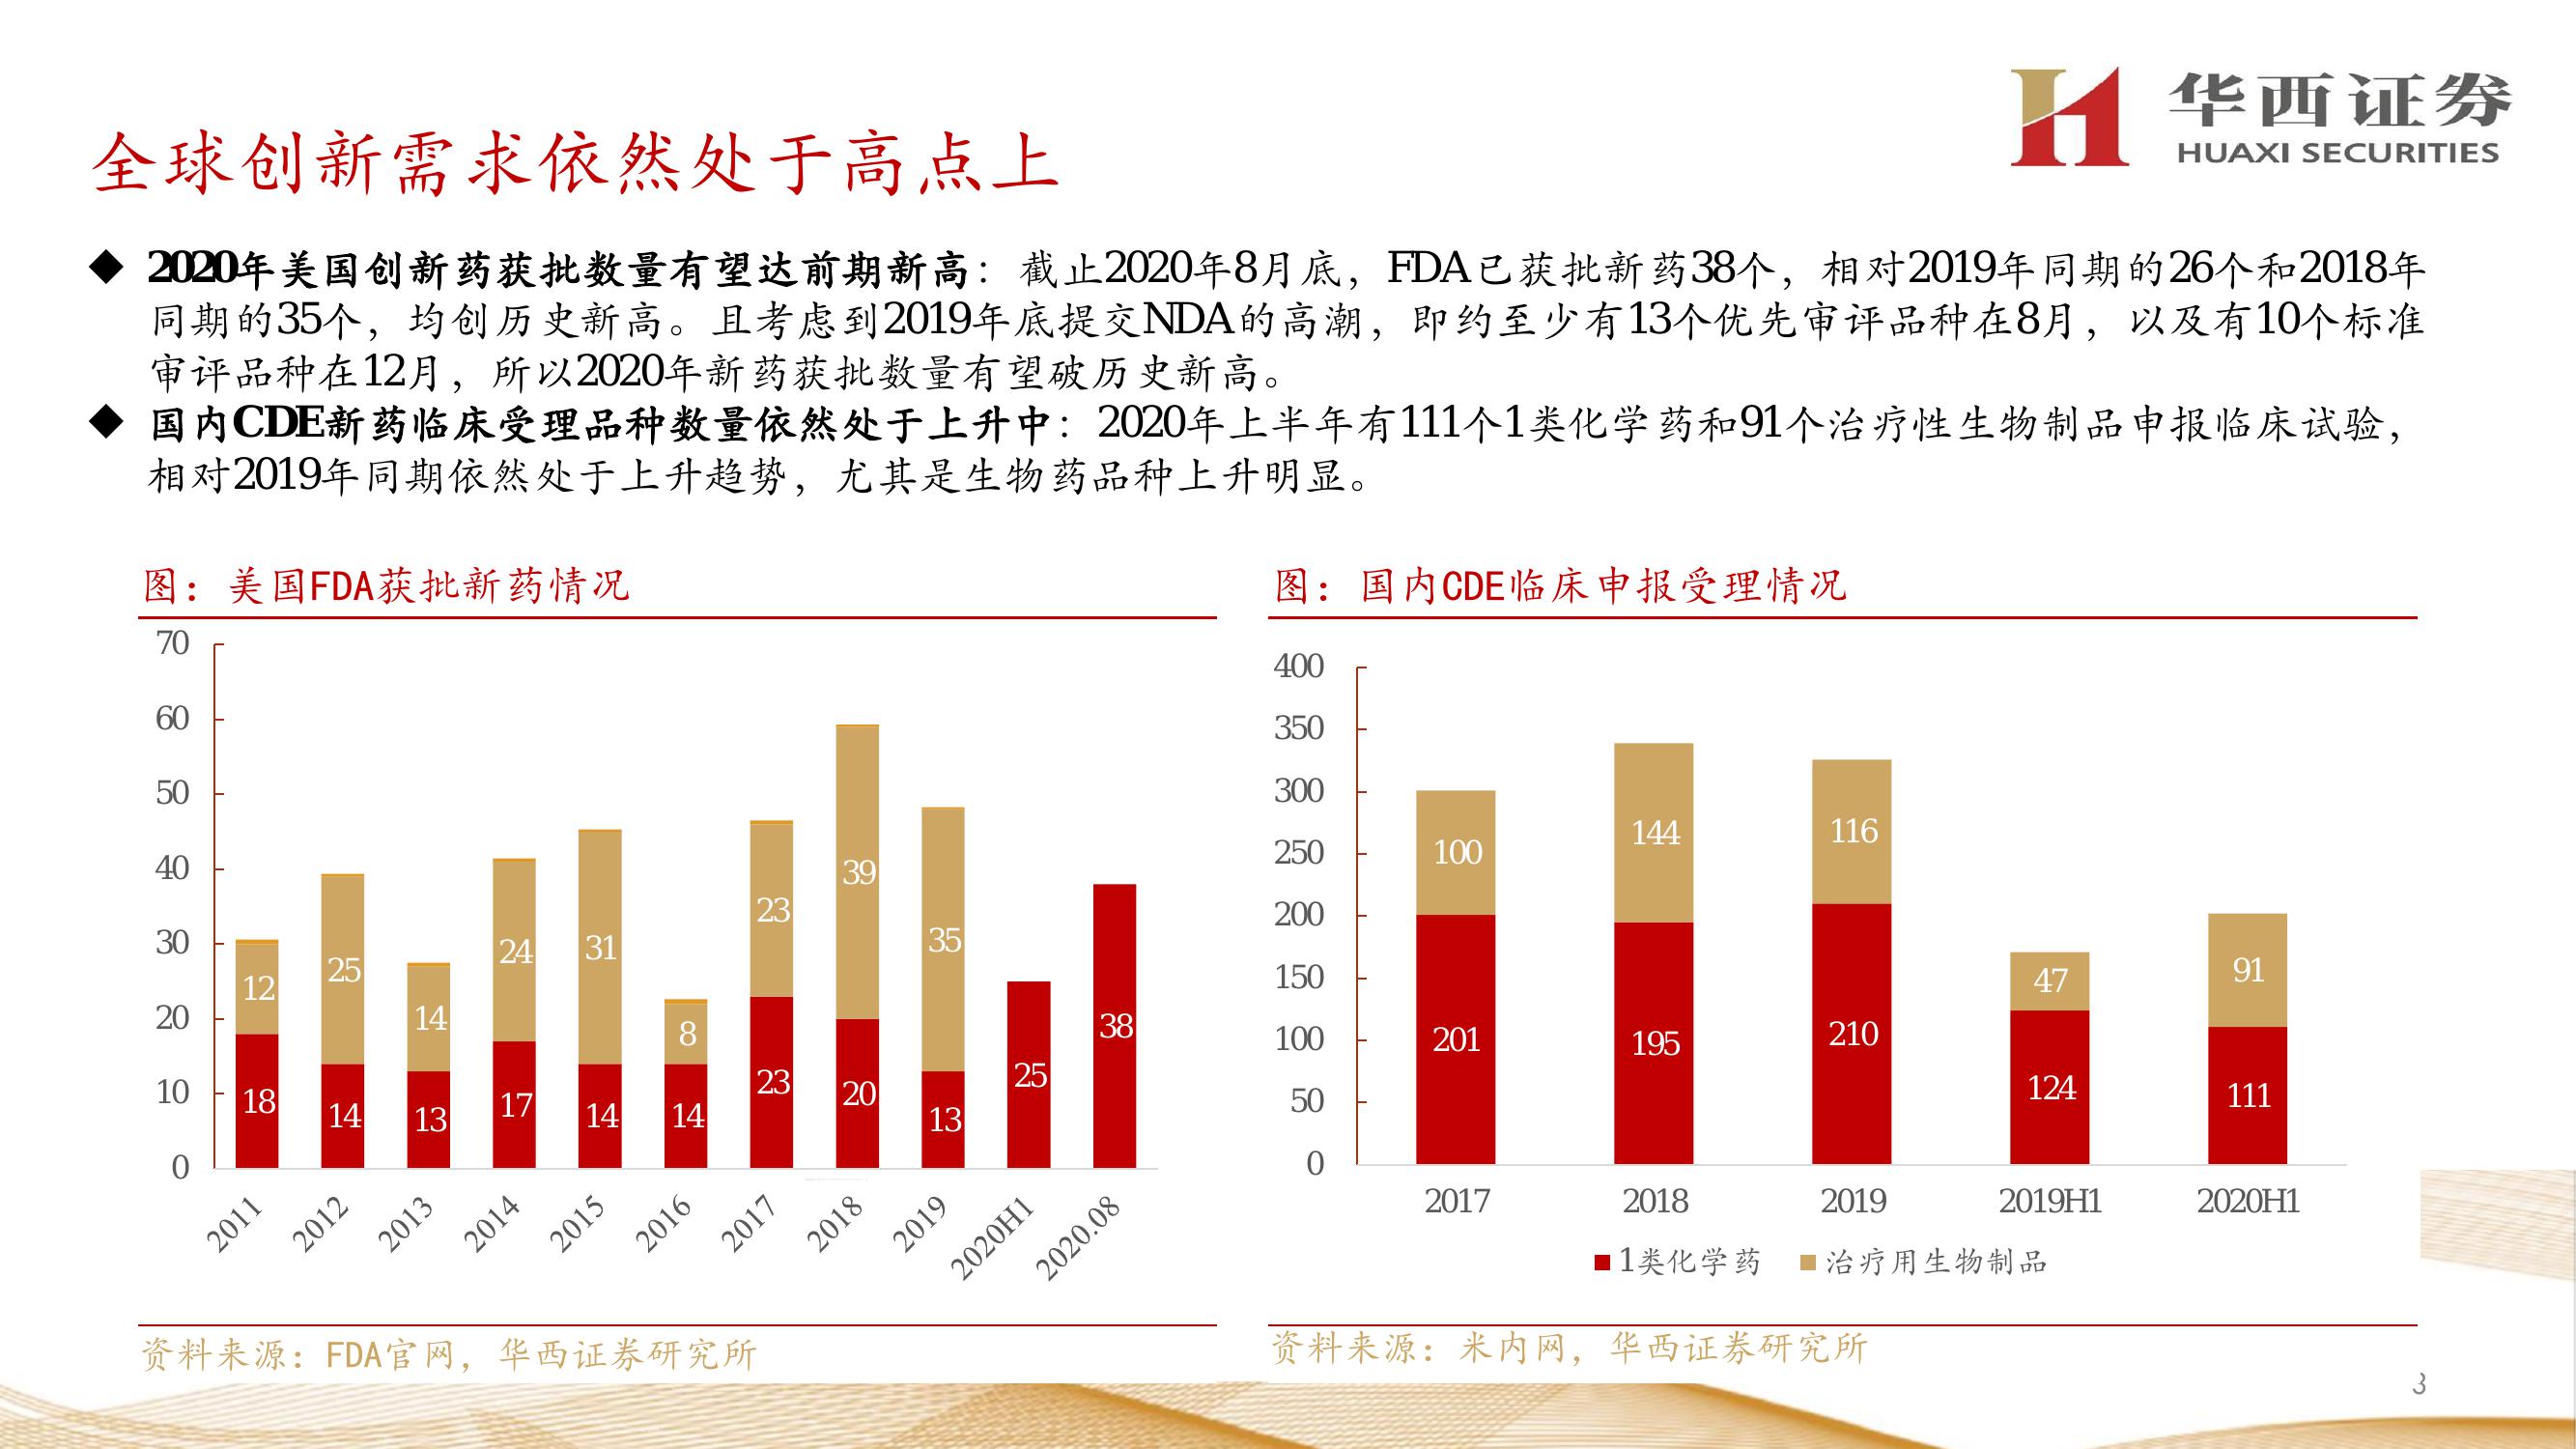 华西证券
HUAXI SECURITIES
全球创新需求依然处于高点上
◆ 2020年美国创新药获批数量有望达前期新高：截止2020年8月底，FDA已获批新药38个，相对2019年同期的26个和2018年
同期的35个，均创历史新高。且考虑到2019年底提交NDA的高潮，即约至少有13个优先审评品种在8月，以及有10个标准
审评品种在12月，所以2020年新药获批数量有望破历史新高。
◆ 国内CDE新药临床受理品种数量依然处于上升中：2020年上半年有111个1类化学药和91个治疗性生物制品申报临床试验，
相对2019年同期依然处于上升趋势，尤其是生物药品种上升明显。
图：美国FDA获批新药情况
70
60
50
40
30
20
10
0
12 25 14 24 31 8 23 39 35
18 14 13 17 14 14 23 20 13 25 38
2011 2012 2013 2014 2015 2016 2017 2018 2019 2020H1 2020.08
资料来源：FDA官网，华西证券研究所
图：国内CDE临床申报受理情况
400
350
300
250
200
150
100
50
0
100 144 116 47 91
201 195 210 124 111
2017 2018 2019 2019H1 2020H1
1类化学药 治疗用生物制品
资料来源：米内网，华西证券研究所
3